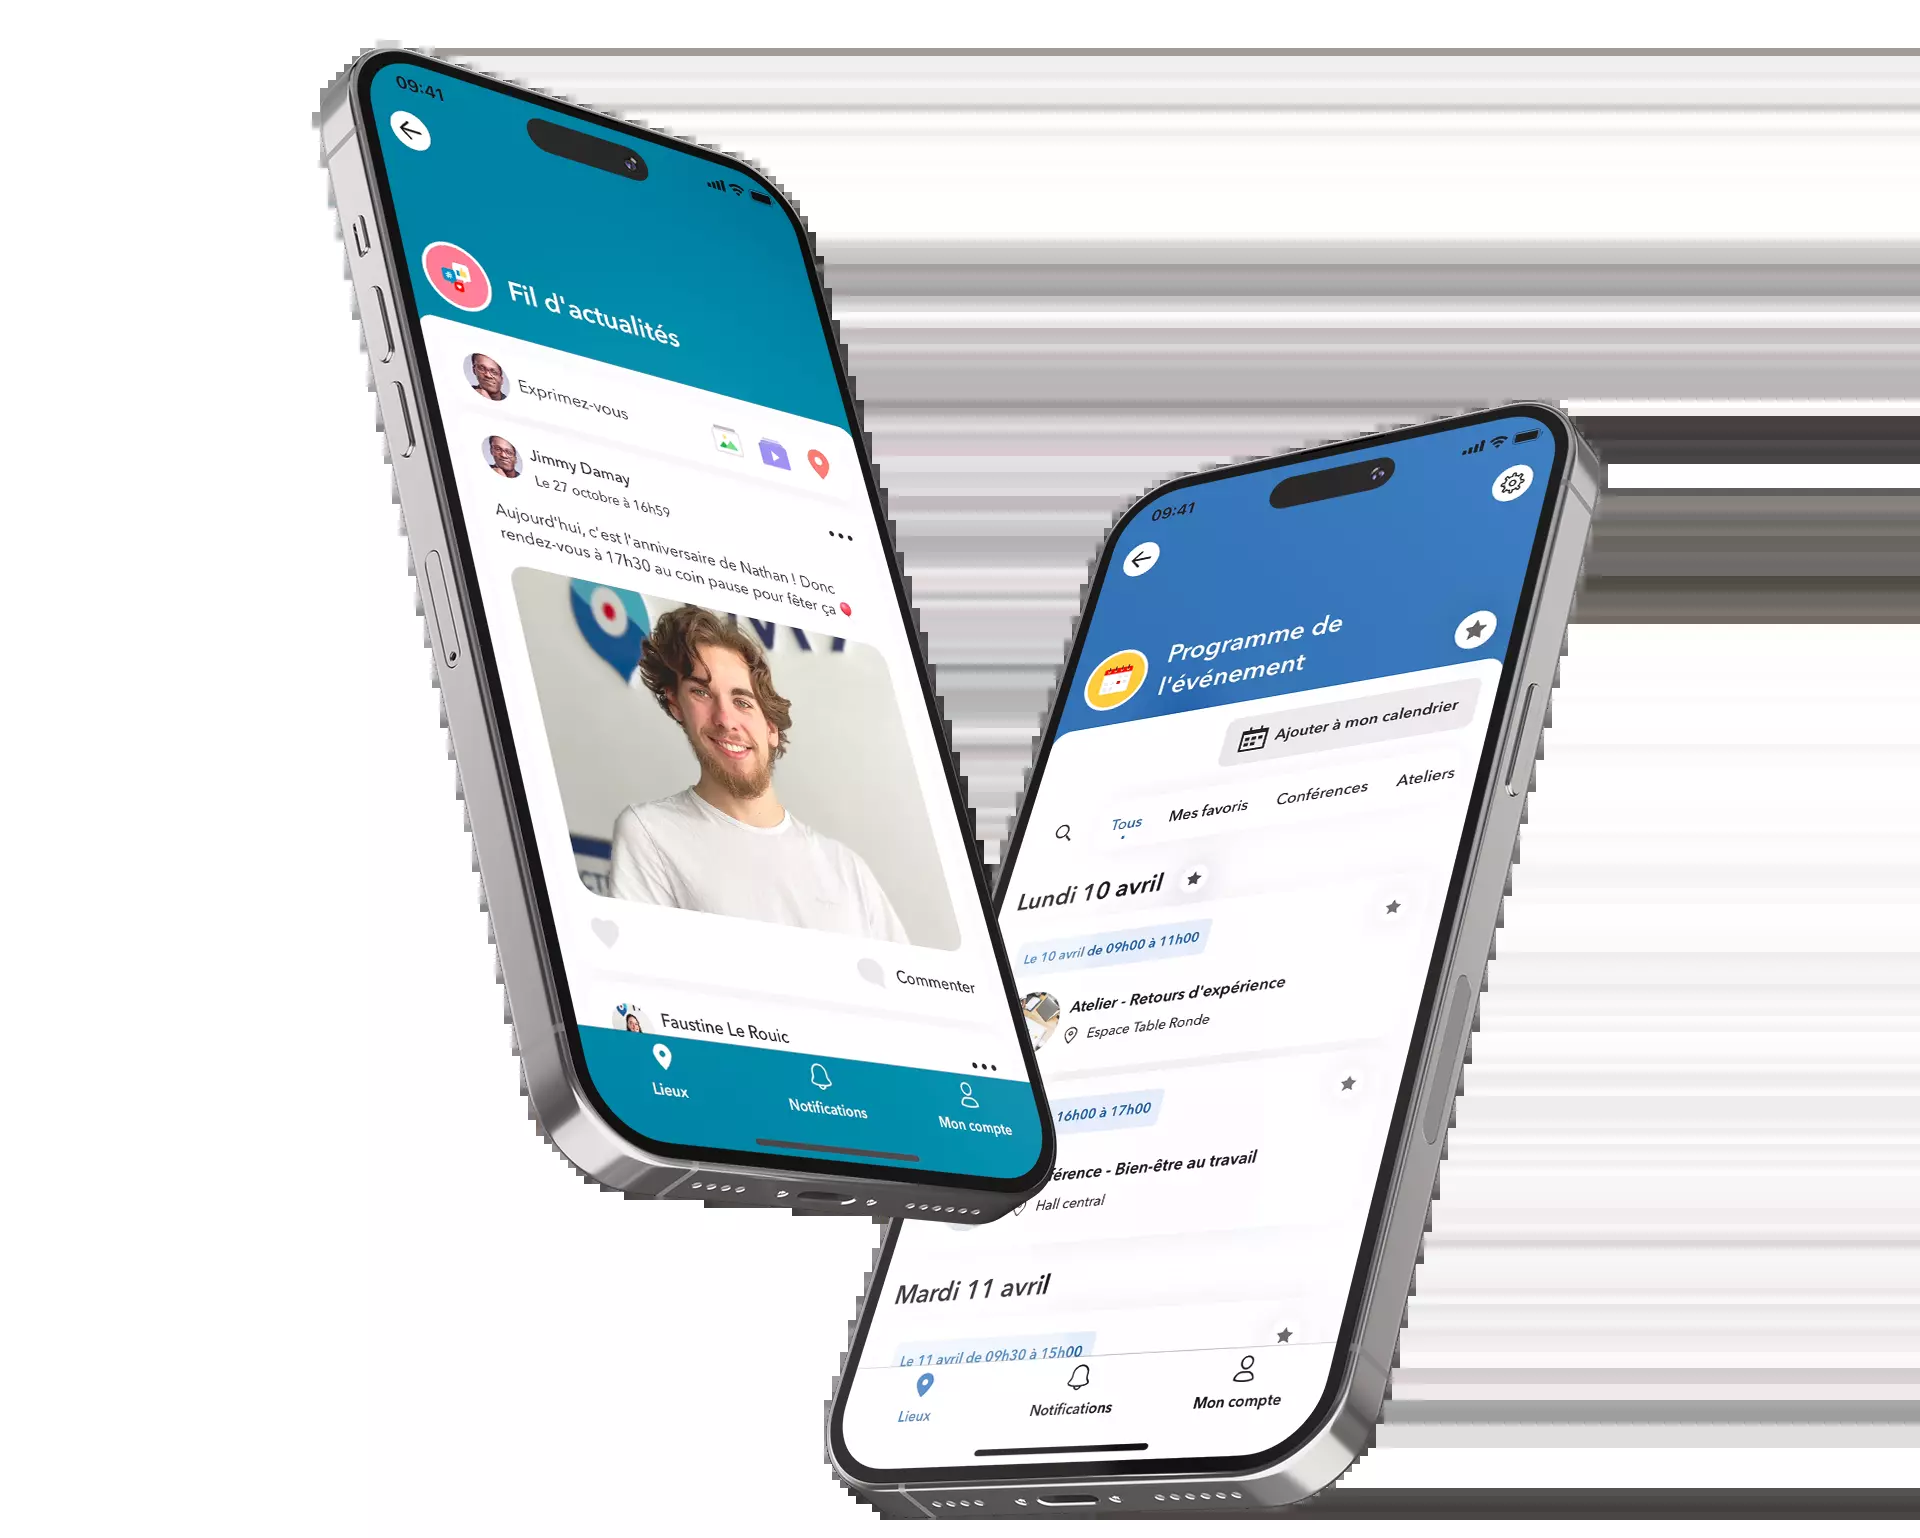 09:41
Fil d'actualités
Exprimez-vous
Jimmy Damay
Le 27 octobre à 16h59
Aujourd'hui, c'est l'anniversaire de Nathan ! Donc
rendez-vous à 17h30 au coin pause pour fêter ça
Commenter
Faustine Le Rouic
Lieux
Notifications
Mon compte
09:41
Programme de
l'événement
Ajouter à mon calendrier
Tous
Mes favoris
Conférences
Ateliers
Lundi 10 avril
Le 10 avril de 09h00 à 11h00
Atelier - Retours d'expérience
Espace Table Ronde
16h00 à 17h00
férence - Bien-être au travail
Hall central
Mardi 11 avril
Le 11 avril de 09h30 à 15h00
Lieux
Notifications
Mon compte